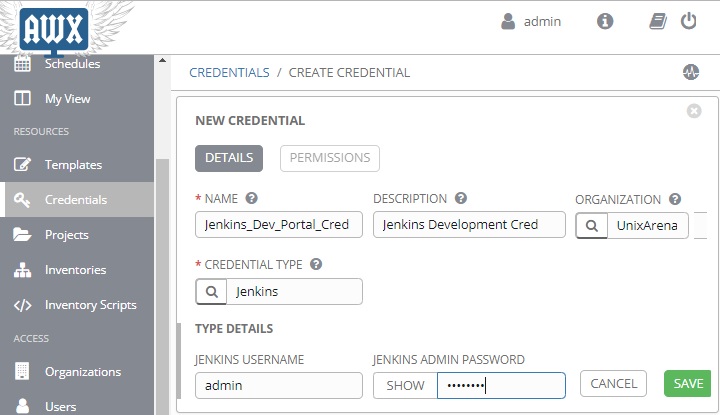 AWX
admin
Schedules
My View
RESOURCES
Templates
Credentials
Projects
Inventories
Inventory Scripts
ACCESS
Organizations
Users
CREDENTIALS / CREATE CREDENTIAL
NEW CREDENTIAL
DETAILS PERMISSIONS
* NAME ? DESCRIPTION ? ORGANIZATION ?
Jenkins_Dev_Portal_Cred Jenkins Development Cred UnixArena
* CREDENTIAL TYPE ?
Jenkins
TYPE DETAILS
JENKINS USERNAME JENKINS ADMIN PASSWORD
admin SHOW •••••••• CANCEL SAVE